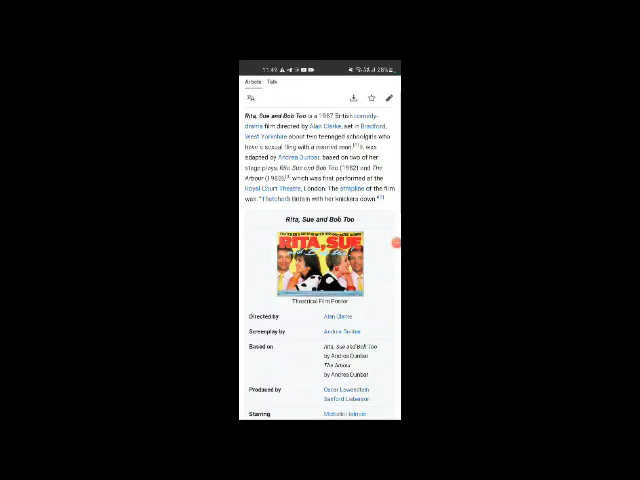 11:49
28%
Article Talk
Rita, Sue and Bob Too is a 1987 British comedy-
drama film directed by Alan Clarke, set in Bradford,
West Yorkshire about two teenaged schoolgirls who
have a sexual fling with a married man.[2] It was
adapted by Andrea Dunbar, based on two of her
stage plays, Rita, Sue and Bob Too (1982) and The
Arbour (1980), which was first performed at the
Royal Court Theatre, London. The strapline of the film
was: "Thatcher's Britain with her knickers down."
Rita, Sue and Bob Too
RITA, SUE
Theatrical Film Poster
Directed by Alan Clarke
Screenplay by Andrea Dunbar
Based on Rita, Sue and Bob Too
by Andrea Dunbar
The Arbour
by Andrea Dunbar
Produced by Oscar Lewenstein
Sanford Lieberson
Starring Michelle Holmes